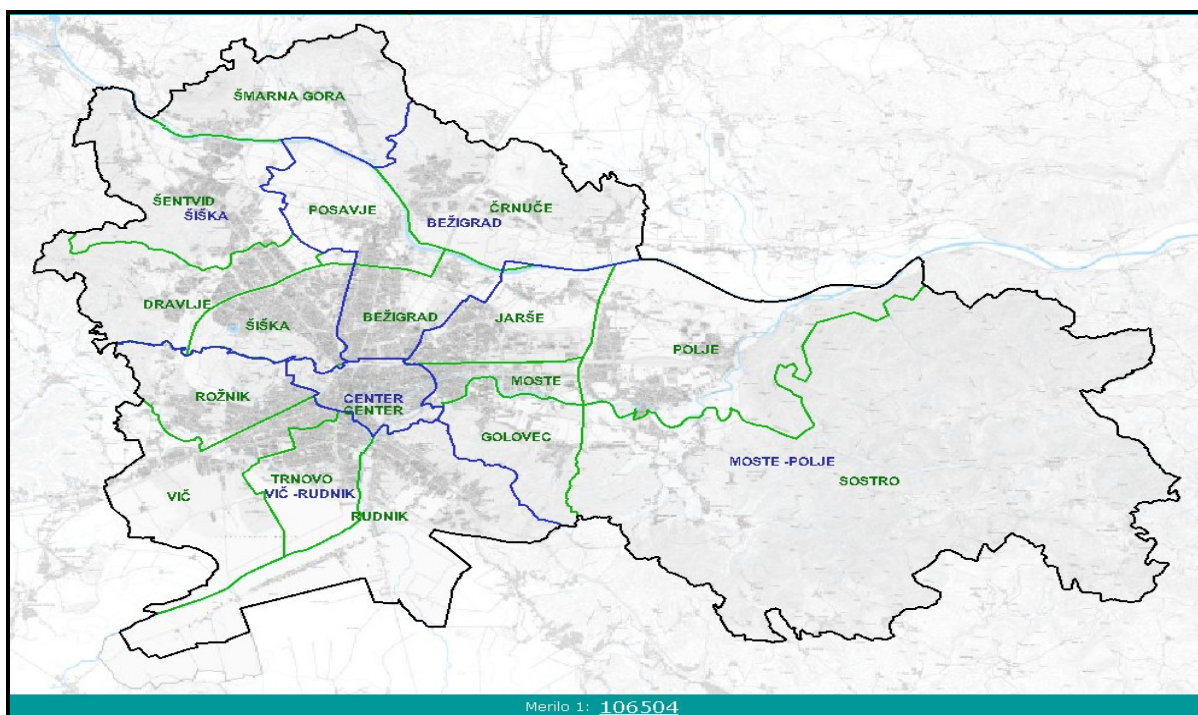 ŠMARNA GORA
ŠENTVID
ŠIŠKA
POSAVJE
ČRNUČE
BEŽIGRAD
DRAVLJE
ŠIŠKA
BEŽIGRAD
JARŠE
POLJE
ROŽNIK
MOSTE
CENTER
CENTER
GOLOVEC
MOSTE -POLJE
SOSTRO
VIČ
TRNOVO
VIČ -RUDNIK
RUDNIK
Merilo 1: 106504